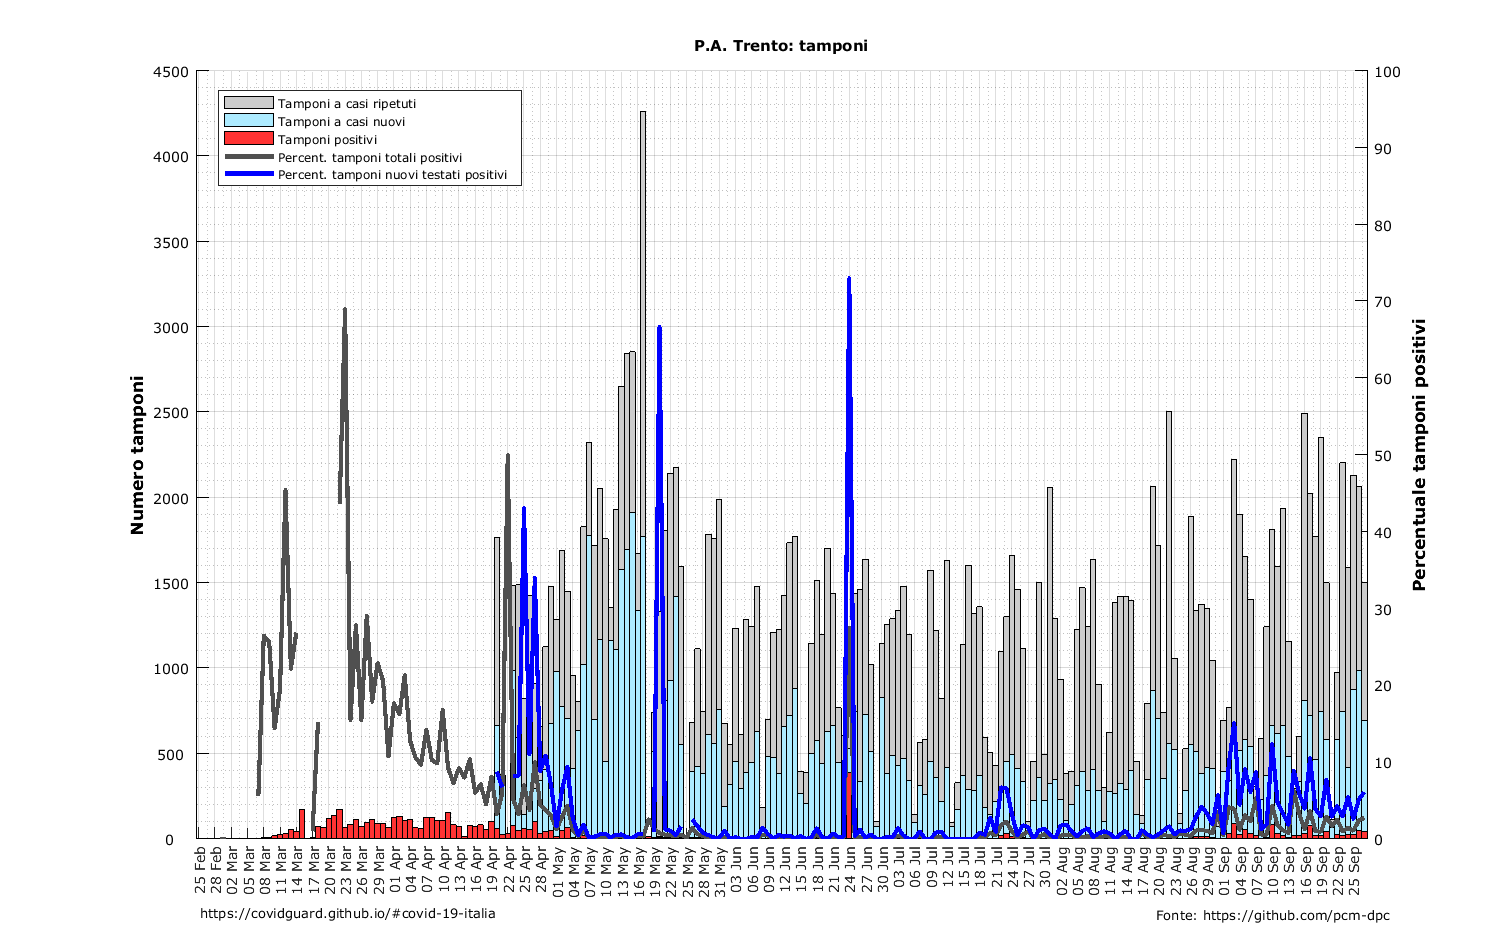 P.A. Trento: tamponi
4500
4000
3500
3000
2500
2000
1500
1000
500
0
Numero tamponi
Tamponi a casi ripetuti
Tamponi a casi nuovi
Tamponi positivi
Percent. tamponi totali positivi
Percent. tamponi nuovi testati positivi
100
90
80
70
60
50
40
30
20
10
0
Percentuale tamponi positivi
25 Feb
28 Feb
02 Mar
05 Mar
08 Mar
11 Mar
14 Mar
17 Mar
20 Mar
23 Mar
26 Mar
29 Mar
01 Apr
04 Apr
07 Apr
10 Apr
13 Apr
16 Apr
19 Apr
22 Apr
25 Apr
28 Apr
01 May
04 May
07 May
10 May
13 May
16 May
19 May
22 May
25 May
28 May
31 May
03 Jun
06 Jun
09 Jun
12 Jun
15 Jun
18 Jun
21 Jun
24 Jun
27 Jun
30 Jun
03 Jul
06 Jul
09 Jul
12 Jul
15 Jul
18 Jul
21 Jul
24 Jul
27 Jul
30 Jul
02 Aug
05 Aug
08 Aug
11 Aug
14 Aug
17 Aug
20 Aug
23 Aug
26 Aug
29 Aug
01 Sep
04 Sep
07 Sep
10 Sep
13 Sep
16 Sep
19 Sep
22 Sep
25 Sep
https://covidguard.github.io/#covid-19-italia
Fonte: https://github.com/pcm-dpc